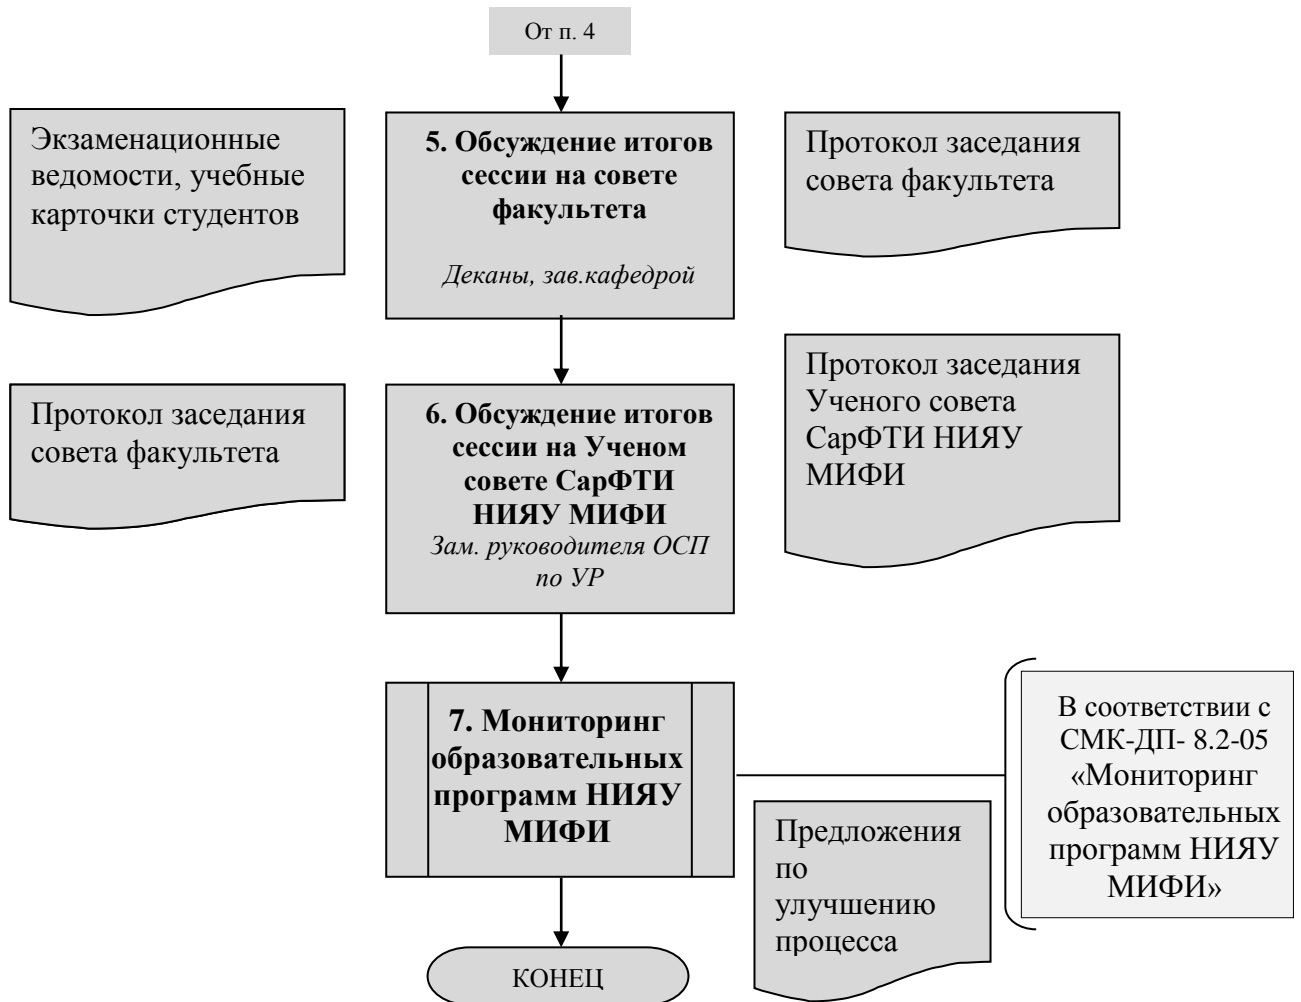 От п. 4
Экзаменационные
ведомости, учебные
карточки студентов
5. Обсуждение итогов
сессии на совете
факультета
Деканы, зав.кафедрой
Протокол заседания
совета факультета
Протокол заседания
совета факультета
6. Обсуждение итогов
сессии на Ученом
совете СарФТИ
НИЯУ МИФИ
Зам. руководителя ОСП
по УР
Протокол заседания
Ученого совета
СарФТИ НИЯУ
МИФИ
7. Мониторинг
образовательных
программ НИЯУ
МИФИ
В соответствии с
СМК-ДП- 8.2-05
«Мониторинг
образовательных
программ НИЯУ
МИФИ»
Предложения
по
улучшению
процесса
КОНЕЦ